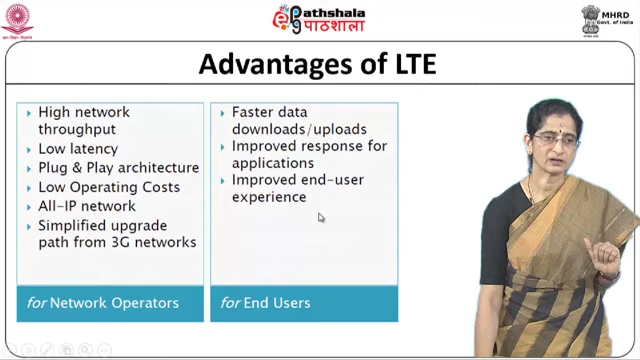 Pathshala
पाठशाला
MHRD
Govt. of India
Advantages of LTE
High network
throughput
Low latency
Plug & Play architecture
Low Operating Costs
All-IP network
Simplified upgrade
path from 3G networks
for Network Operators
Faster data
downloads/uploads
Improved response for
applications
Improved end-user
experience
for End Users